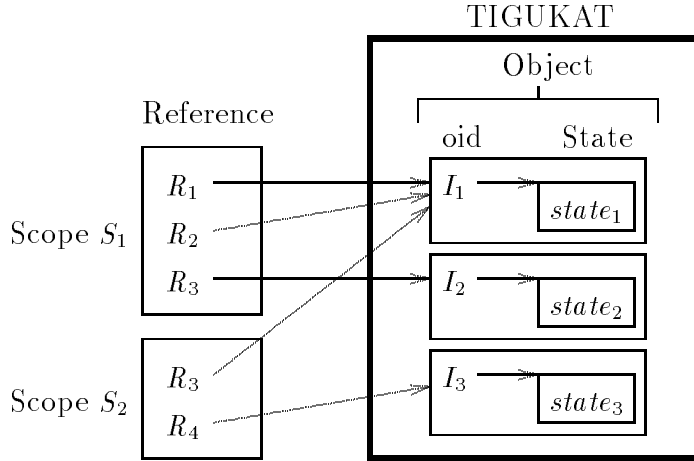 TIGUKAT
Object
Reference
oid State
R₁
R₂
R₃
Scope S₁
I₁
state₁
I₂
state₂
R₃
R₄
Scope S₂
I₃
state₃